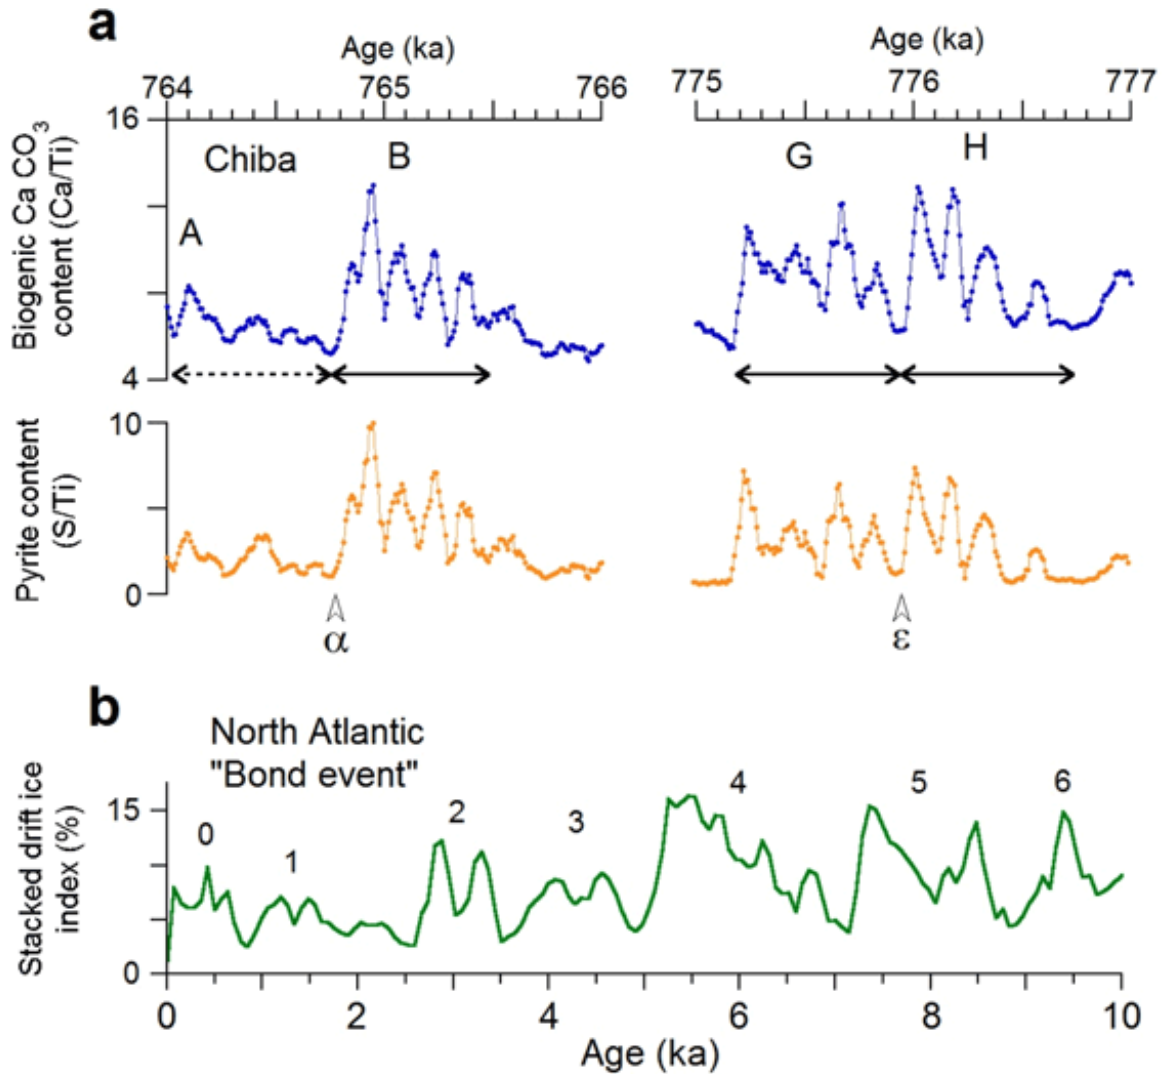 a
Age (ka)
764 765 766
Age (ka)
775 776 777
16
4
Biogenic Ca CO3
content (Ca/Ti)
Chiba
A
B
G
H
10
0
Pyrite content
(S/Ti)
α
ε
b
North Atlantic
"Bond event"
Stacked drift ice
index (%)
15
0
0
1
2
3
4
5
6
0 2 4 6 8 10
Age (ka)